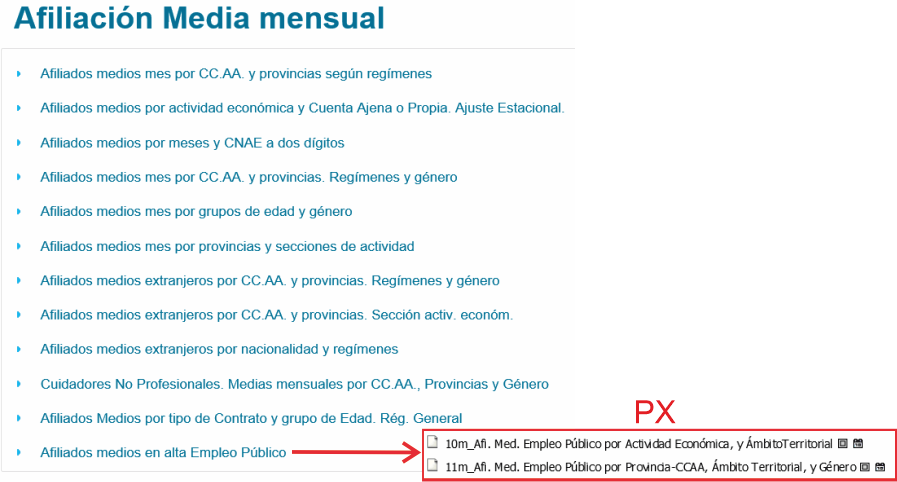 Afiliación Media mensual
Afiliados medios mes por CC.AA. y provincias según regímenes
Afiliados medios por actividad económica y Cuenta Ajena o Propia. Ajuste Estacional.
Afiliados medios por meses y CNAE a dos dígitos
Afiliados medios mes por CC.AA. y provincias. Regímenes y género
Afiliados medios mes por grupos de edad y género
Afiliados medios mes por provincias y secciones de actividad
Afiliados medios extranjeros por CC.AA. y provincias. Regímenes y género
Afiliados medios extranjeros por CC.AA. y provincias. Sección activ. económ.
Afiliados medios extranjeros por nacionalidad y regímenes
Cuidadores No Profesionales. Medias mensuales por CC.AA., Provincias y Género
Afiliados Medios por tipo de Contrato y grupo de Edad. Rég. General
Afiliados medios en alta Empleo Público
PX
10m_Afi. Med. Empleo Público por Actividad Económica, y ÁmbitoTerritorial
11m_Afi. Med. Empleo Público por Provincia-CCAA, Ámbito Territorial, y Género